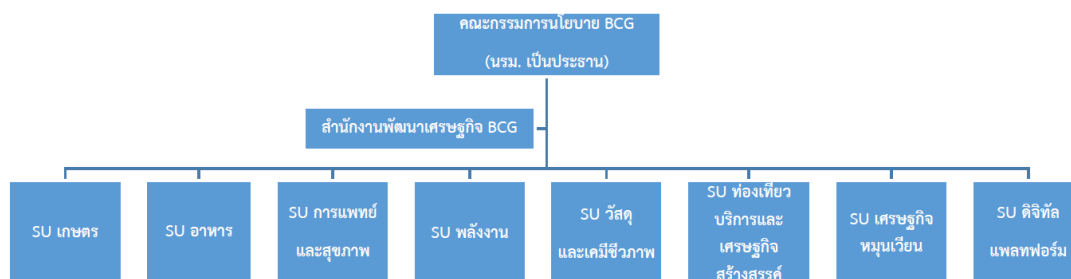 คณะกรรมการนโยบาย BCG
(นรม. เป็นประธาน)
สำนักงานพัฒนาเศรษฐกิจ BCG
SU เกษตร
SU อาหาร
SU การแพทย์
และสุขภาพ
SU พลังงาน
SU วัสดุ
และเคมีชีวภาพ
SU ท่องเที่ยว
บริการและ
เศรษฐกิจ
สร้างสรรค์
SU เศรษฐกิจ
หมุนเวียน
SU ดิจิทัล
แพลทฟอร์ม